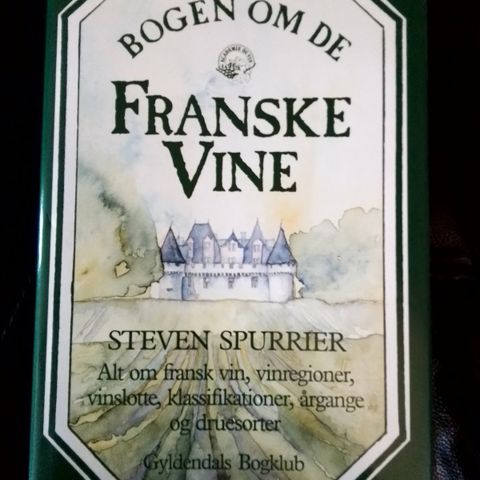 BOGEN OM DE
FRANSKE
VINE
STEVEN SPURRIER
Alt om fransk vin, vinregioner,
vinslotte, klassifikationer, årgange
og druesorter
Gyldendals Bogklub